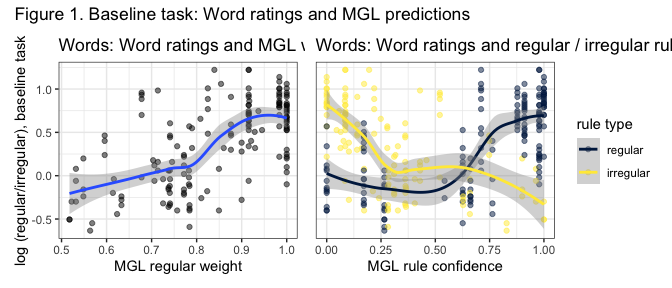 Figure 1. Baseline task: Word ratings and MGL predictions
Words: Word ratings and MGL
Words: Word ratings and regular / irregular
log (regular/irregular), baseline task
1.0
0.5
0.0
-0.5
0.5 0.6 0.7 0.8 0.9 1.0
MGL regular weight
0.00 0.25 0.50 0.75 1.00
MGL rule confidence
rule type
regular
irregular